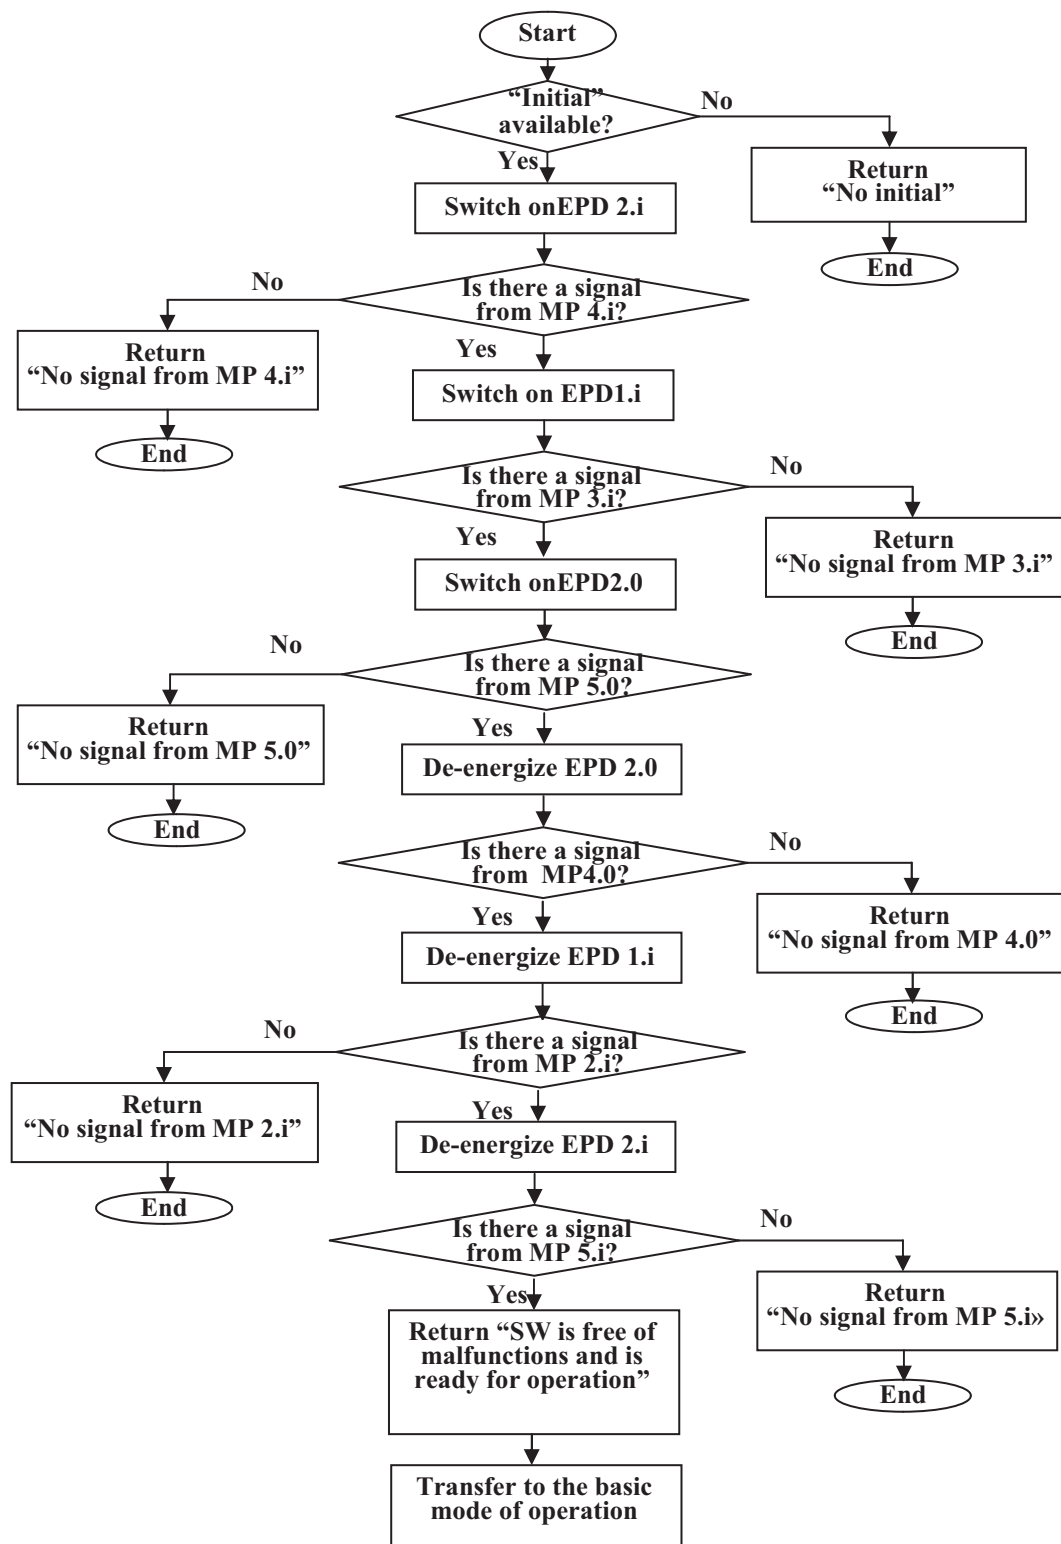 Start
“Initial”
available?
No
Yes
Return
“No initial”
Switch onEPD 2.i
End
Is there a signal
from MP 4.i?
No
Yes
Return
“No signal from MP 4.i”
Switch on EPD1.i
End
Is there a signal
from MP 3.i?
No
Yes
Return
“No signal from MP 3.i”
Switch onEPD2.0
End
Is there a signal
from MP 5.0?
No
Yes
Return
“No signal from MP 5.0”
De-energize EPD 2.0
End
Is there a signal
from MP4.0?
No
Yes
Return
“No signal from MP 4.0”
De-energize EPD 1.i
End
Is there a signal
from MP 2.i?
No
Yes
Return
“No signal from MP 2.i”
De-energize EPD 2.i
End
Is there a signal
from MP 5.i?
No
Yes
Return
“No signal from MP 5.i»
Return “SW is free of
malfunctions and is
ready for operation”
End
Transfer to the basic
mode of operation